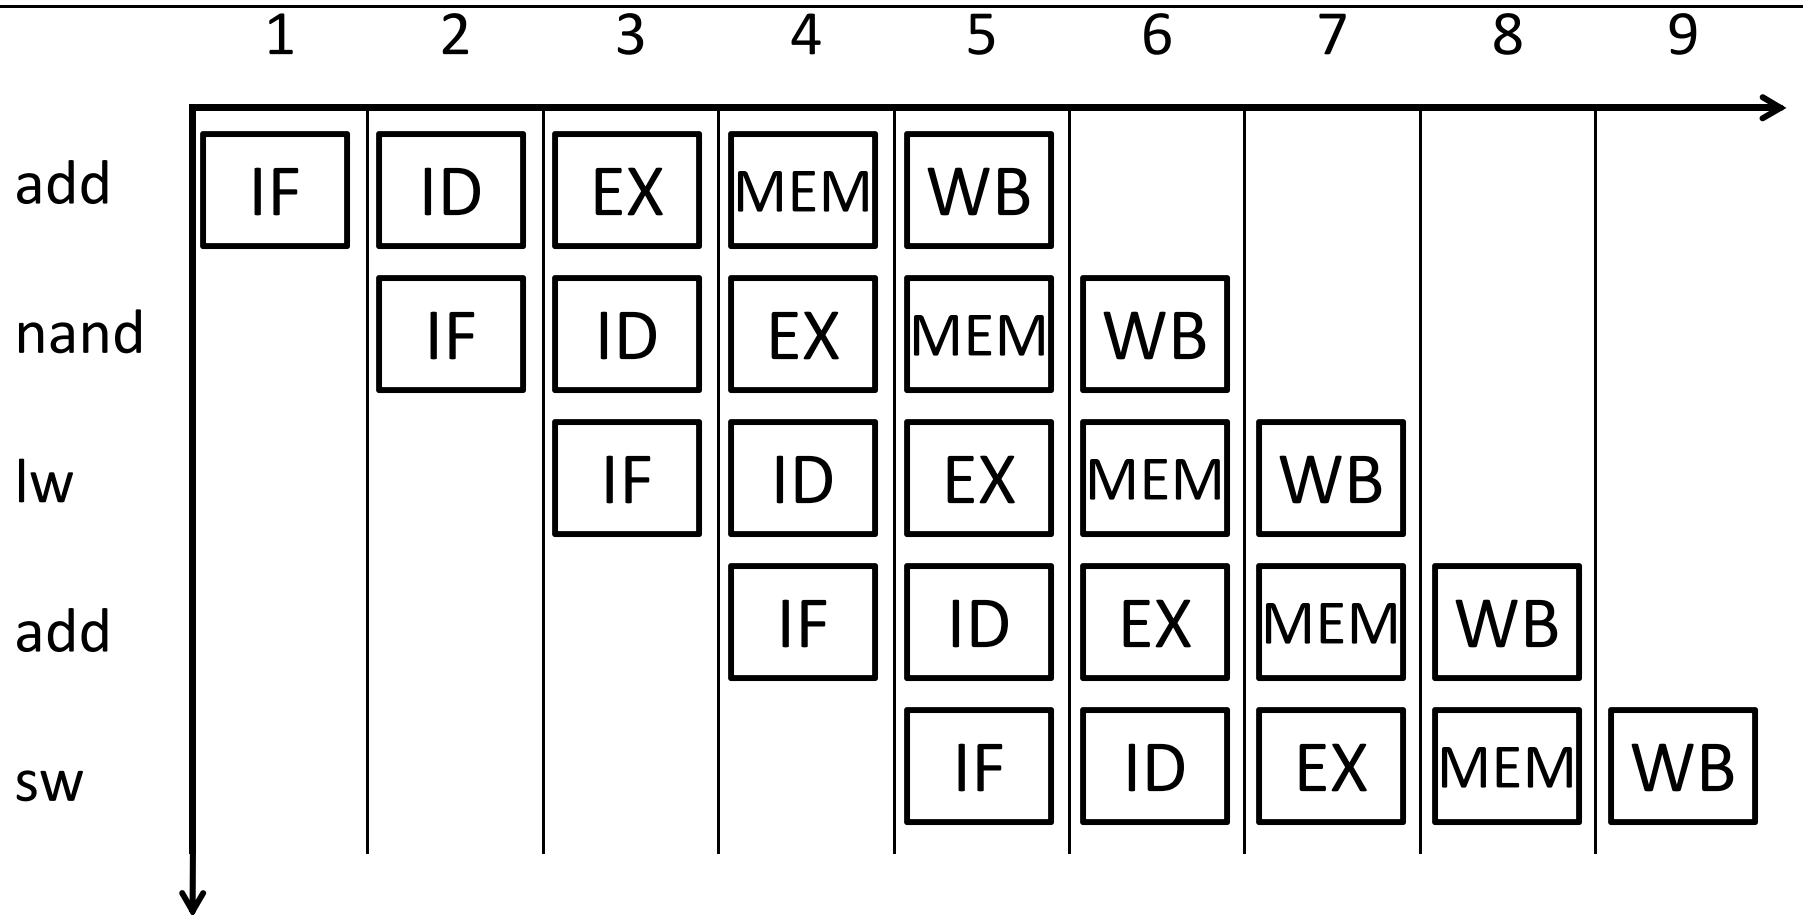 1 2 3 4 5 6 7 8 9
add IF ID EX MEM WB
nand IF ID EX MEM WB
lw IF ID EX MEM WB
add IF ID EX MEM WB
sw IF ID EX MEM WB